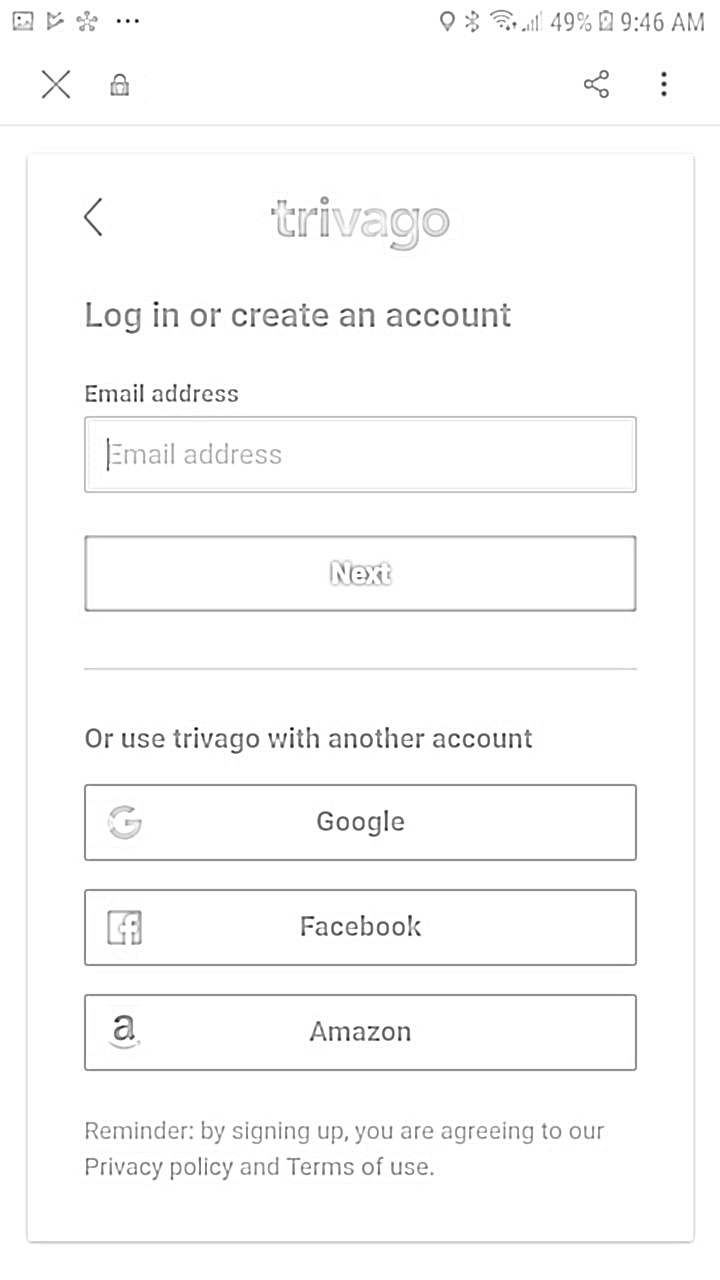 49% 9:46 AM
trivago
Log in or create an account
Email address
Email address
Next
Or use trivago with another account
Google
Facebook
Amazon
Reminder: by signing up, you are agreeing to our
Privacy policy and Terms of use.